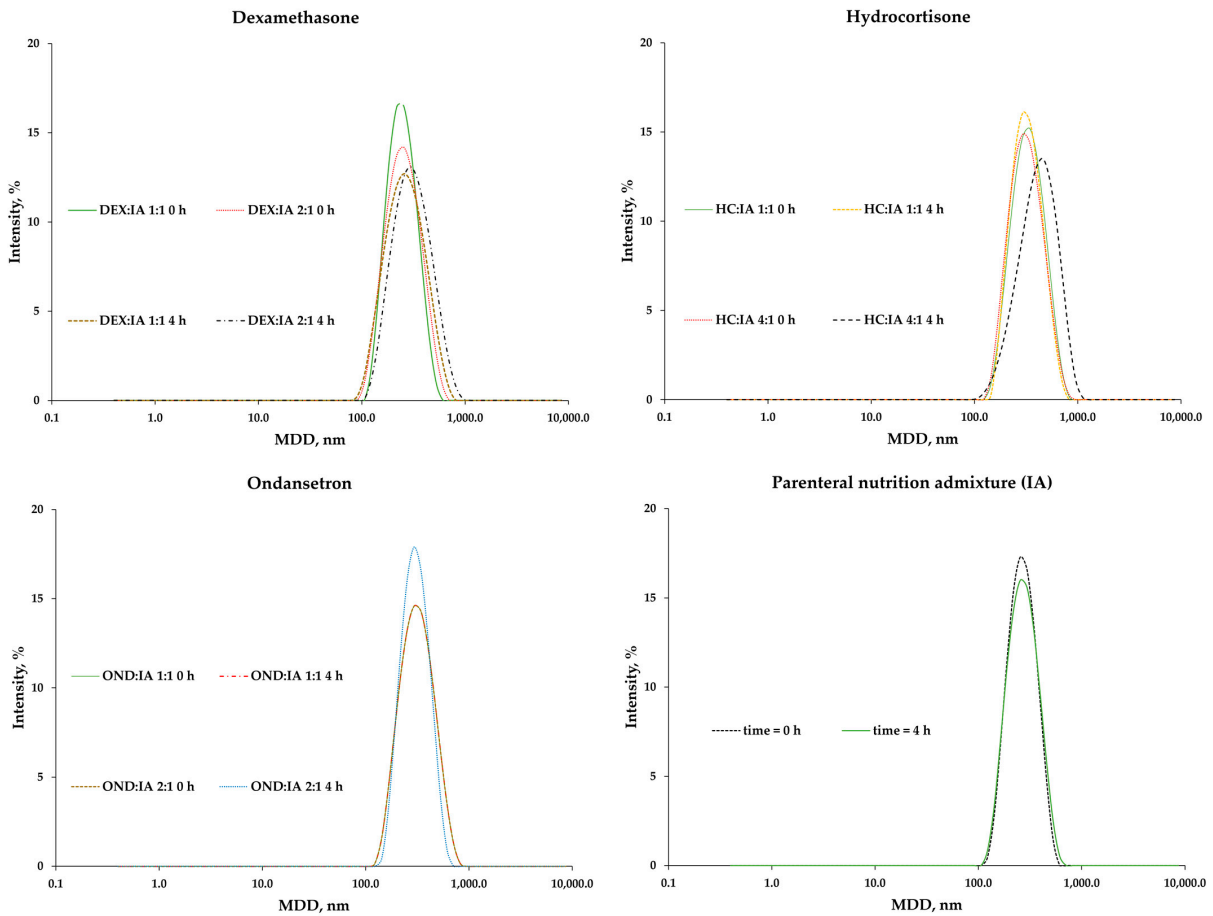 Dexamethasone
20
15
10
5
0
Intensity, %
DEX:IA 1:1 0 h
DEX:IA 2:1 0 h
DEX:IA 1:1 4 h
DEX:IA 2:1 4 h
0.1 1.0 10.0 100.0 1,000.0 10,000.0
MDD, nm
Hydrocortisone
20
15
10
5
0
Intensity, %
HC:IA 1:1 0 h
HC:IA 1:1 4 h
HC:IA 4:1 0 h
HC:IA 4:1 4 h
0.1 1.0 10.0 100.0 1,000.0 10,000.0
MDD, nm
Ondansetron
20
15
10
5
0
Intensity, %
OND:IA 1:1 0 h
OND:IA 1:1 4 h
OND:IA 2:1 0 h
OND:IA 2:1 4 h
0.1 1.0 10.0 100.0 1,000.0 10,000.0
MDD, nm
Parenteral nutrition admixture (IA)
20
15
10
5
0
Intensity, %
time = 0 h
time = 4 h
0.1 1.0 10.0 100.0 1,000.0 10,000.0
MDD, nm